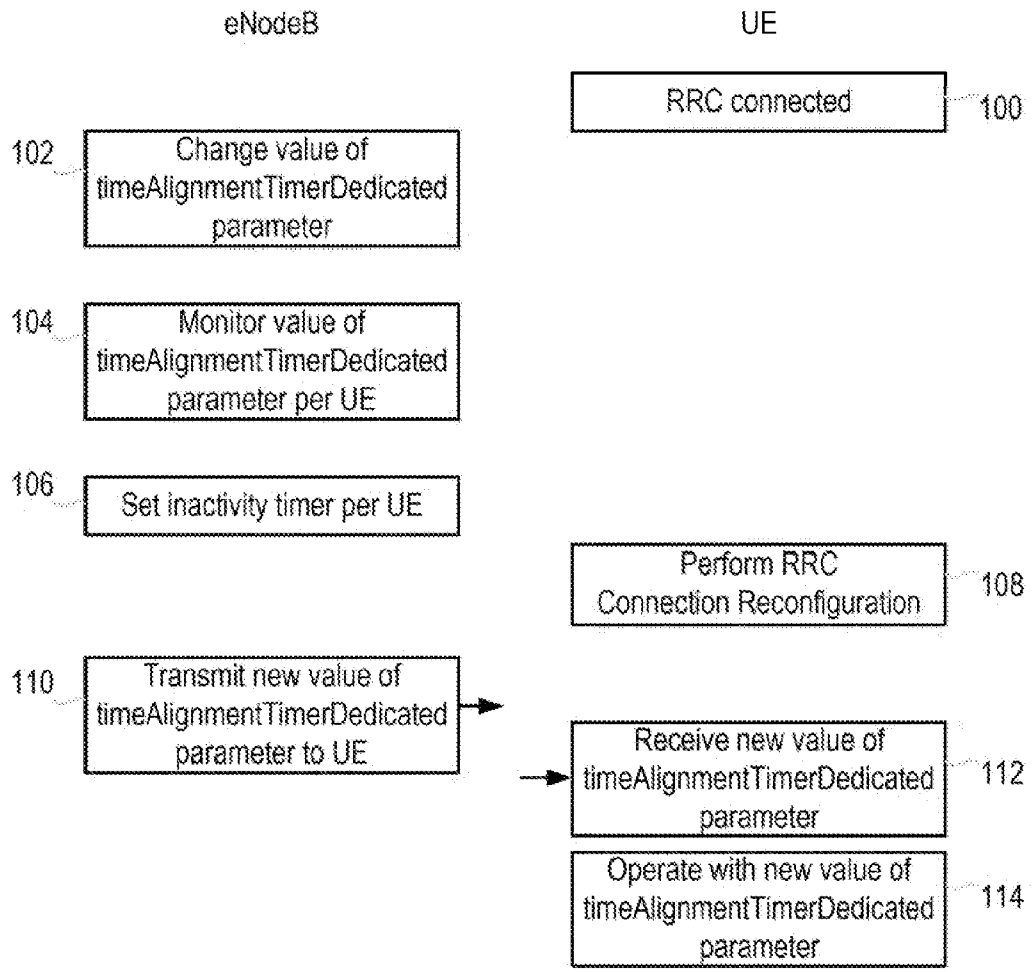 eNodeB
UE
RRC connected
100
102
Change value of
timeAlignmentTimerDedicated
parameter
104
Monitor value of
timeAlignmentTimerDedicated
parameter per UE
106
Set inactivity timer per UE
Perform RRC
Connection Reconfiguration
108
110
Transmit new value of
timeAlignmentTimerDedicated
parameter to UE
Receive new value of
timeAlignmentTimerDedicated
parameter
112
Operate with new value of
timeAlignmentTimerDedicated
parameter
114